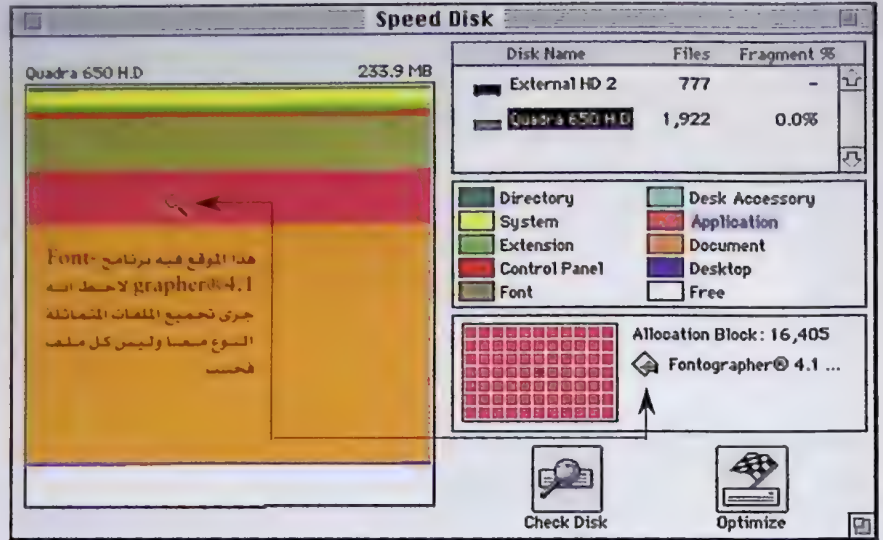 Speed Disk
Quadra 650 H.D 233.9 MB
هذا الموقع فيه برنامج Font-
grapher® 4.1 لاحظ انه
جرى تجميع الملفات المتماثلة
النوع معا وليس كل ملف
فحسب
Disk Name Files Fragment %
External HD 2 777 -
Quadra 650 H.D 1,922 0.0%
Directory
System
Extension
Control Panel
Font
Desk Accessory
Application
Document
Desktop
Free
Allocation Block: 16,405
Fontographer® 4.1 ...
Check Disk
Optimize